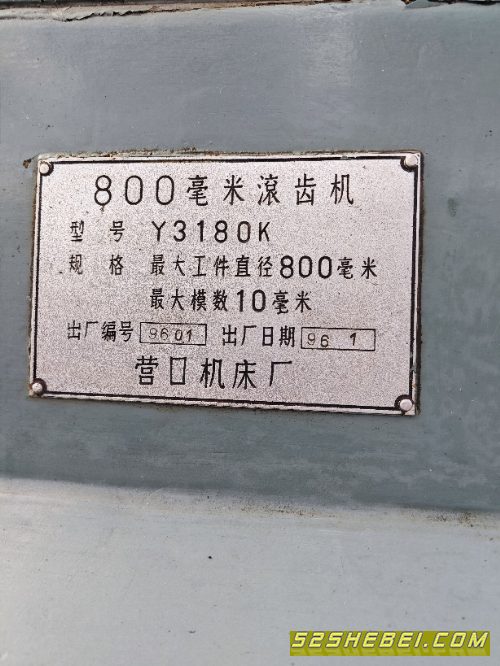 800毫米滚齿机
型号 Y3180K
规格 最大工件直径800毫米
最大模数10毫米
出厂编号 9601 出厂日期 96 1
营口机床厂
52SHEBEI.COM